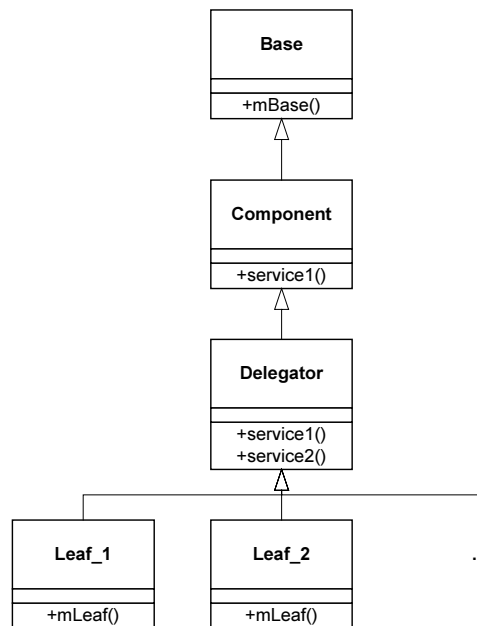 Base
+mBase()
Component
+service1()
Delegator
+service1()
+service2()
Leaf_1
Leaf_2
.
+mLeaf()
+mLeaf()